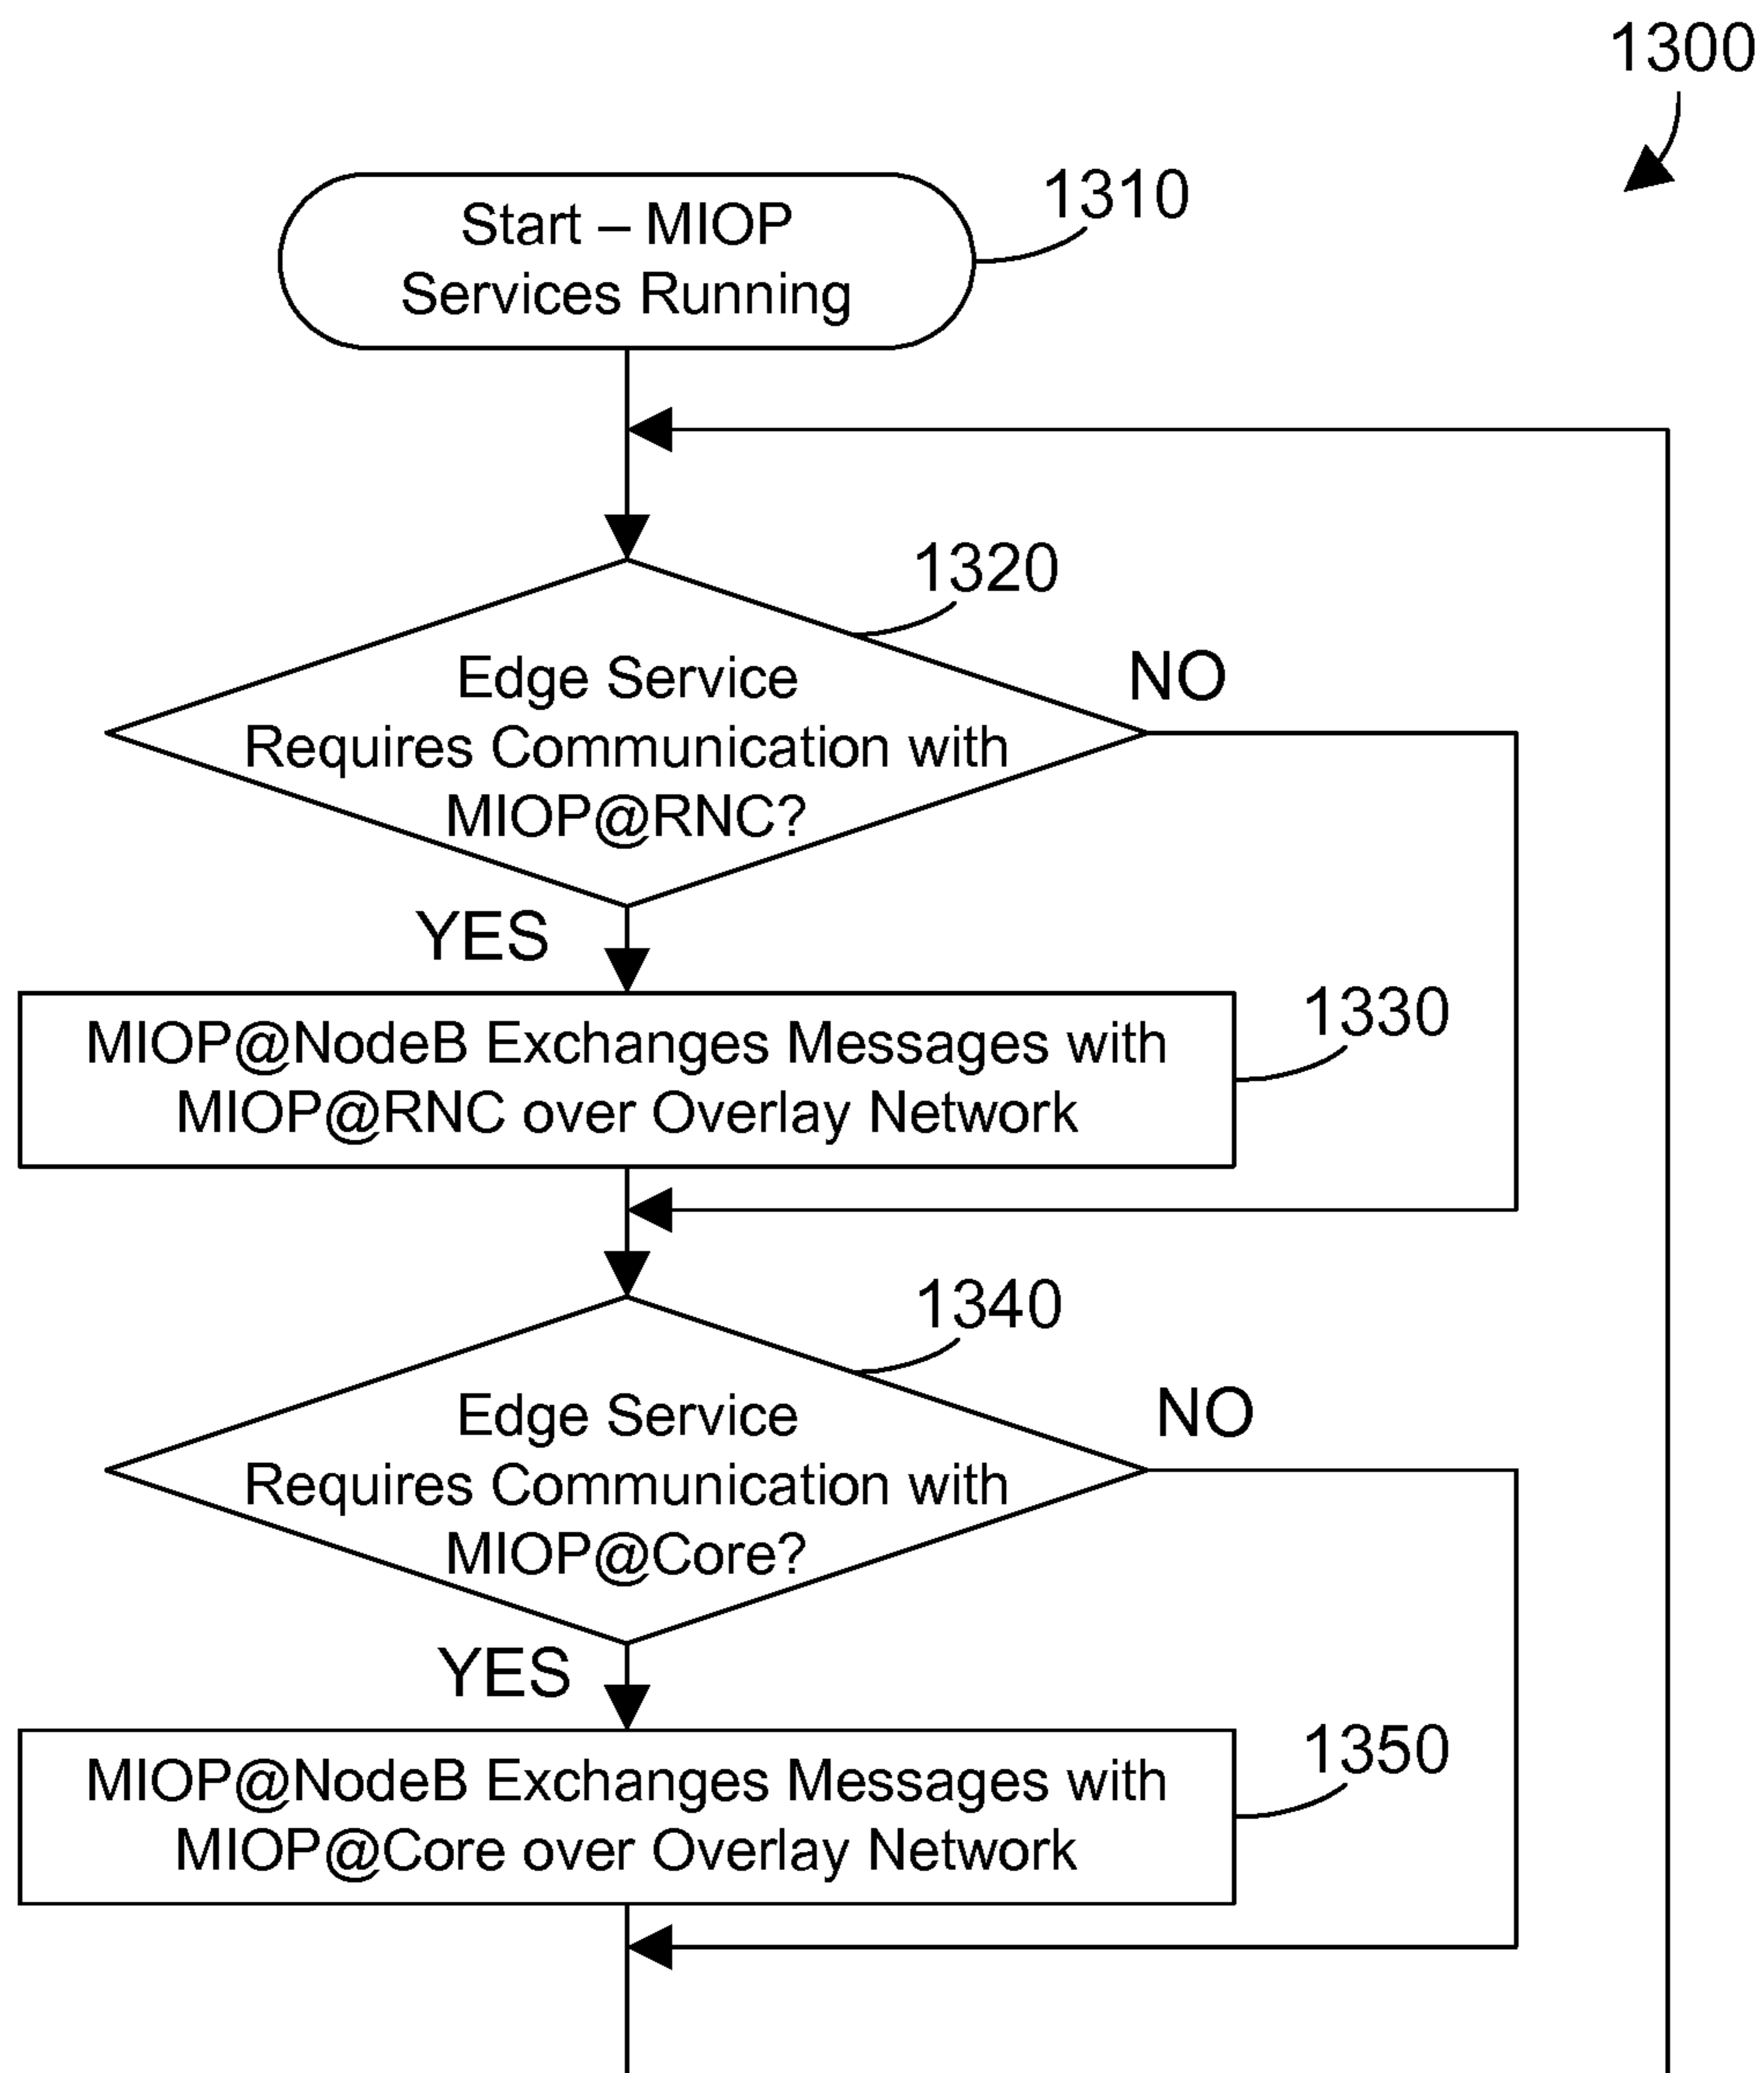 1300
1310
Start – MIOP
Services Running
1320
Edge Service
Requires Communication with
MIOP@RNC?
NO
YES
1330
MIOP@NodeB Exchanges Messages with
MIOP@RNC over Overlay Network
1340
Edge Service
Requires Communication with
MIOP@Core?
NO
YES
1350
MIOP@NodeB Exchanges Messages with
MIOP@Core over Overlay Network